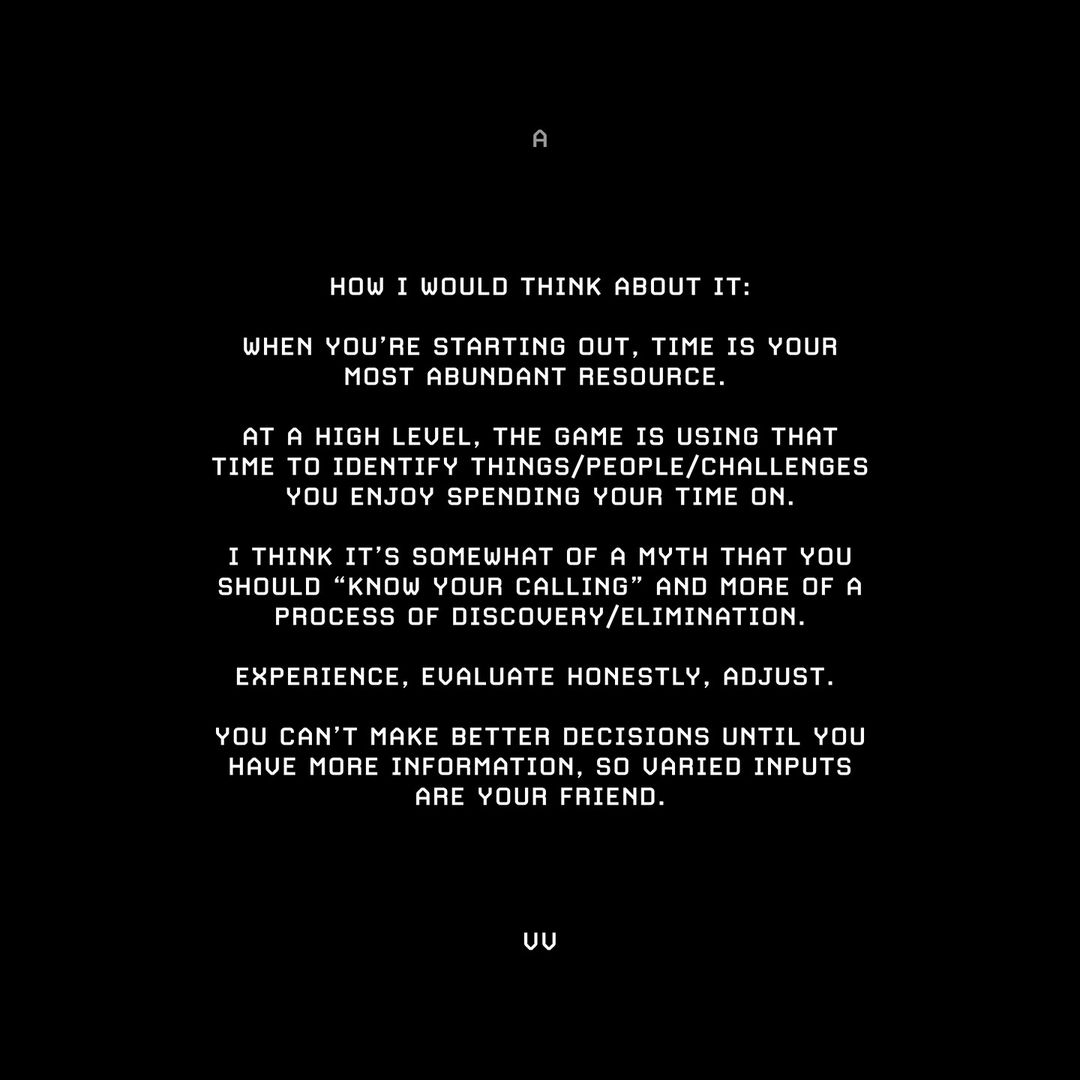 A
HOW I WOULD THINK ABOUT IT:
WHEN YOU'RE STARTING OUT, TIME IS YOUR
MOST ABUNDANT RESOURCE.
AT A HIGH LEVEL, THE GAME IS USING THAT
TIME TO IDENTIFY THINGS/PEOPLE/CHALLENGES
YOU ENJOY SPENDING YOUR TIME ON.
I THINK IT'S SOMEWHAT OF A MYTH THAT YOU
SHOULD “KNOW YOUR CALLING” AND MORE OF A
PROCESS OF DISCOVERY/ELIMINATION.
EXPERIENCE, EVALUATE HONESTLY, ADJUST.
YOU CAN'T MAKE BETTER DECISIONS UNTIL YOU
HAVE MORE INFORMATION, SO VARIED INPUTS
ARE YOUR FRIEND.
VV